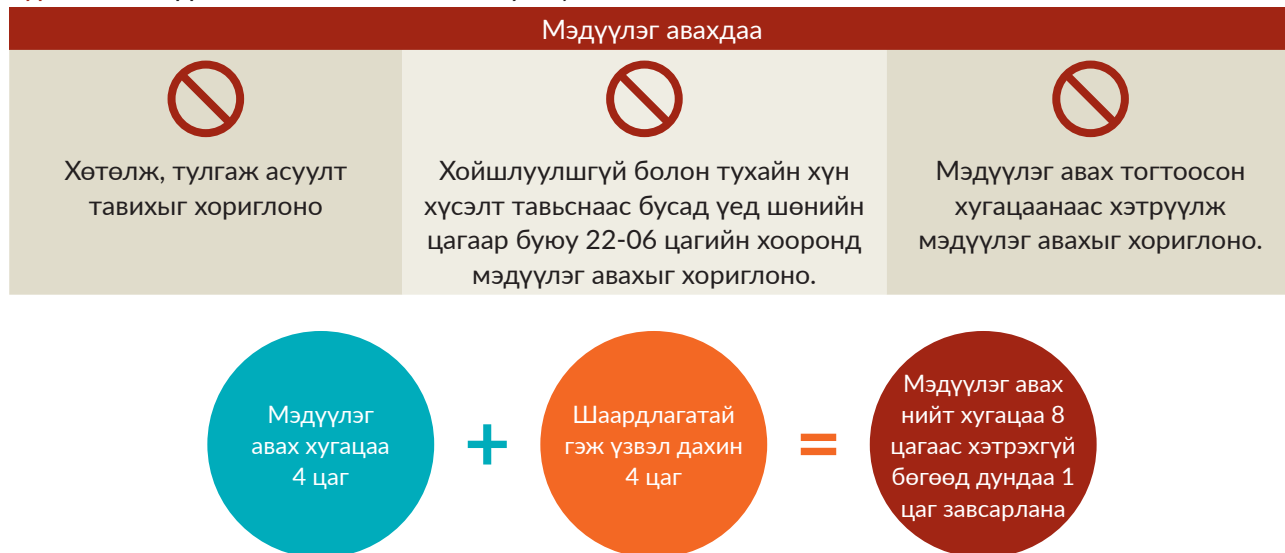 Мэдүүлэг авахдаа
Хөтөлж, тулгаж асуулт
тавихыг хориглоно
Хойшлуулшгүй болон тухайн хүн
хүсэлт тавьснаас бусад үед шөнийн
цагаар буюу 22-06 цагийн хооронд
мэдүүлэг авахыг хориглоно.
Мэдүүлэг авах тогтоосон
хугацаанаас хэтрүүлж
мэдүүлэг авахыг хориглоно.
Мэдүүлэг
авах хугацаа
4 цаг
+
Шаардлагатай
гэж үзвэл дахин
4 цаг
=
Мэдүүлэг авах
нийт хугацаа 8
цагаас хэтрэхгүй
бөгөөд дундаа 1
цаг завсарлана